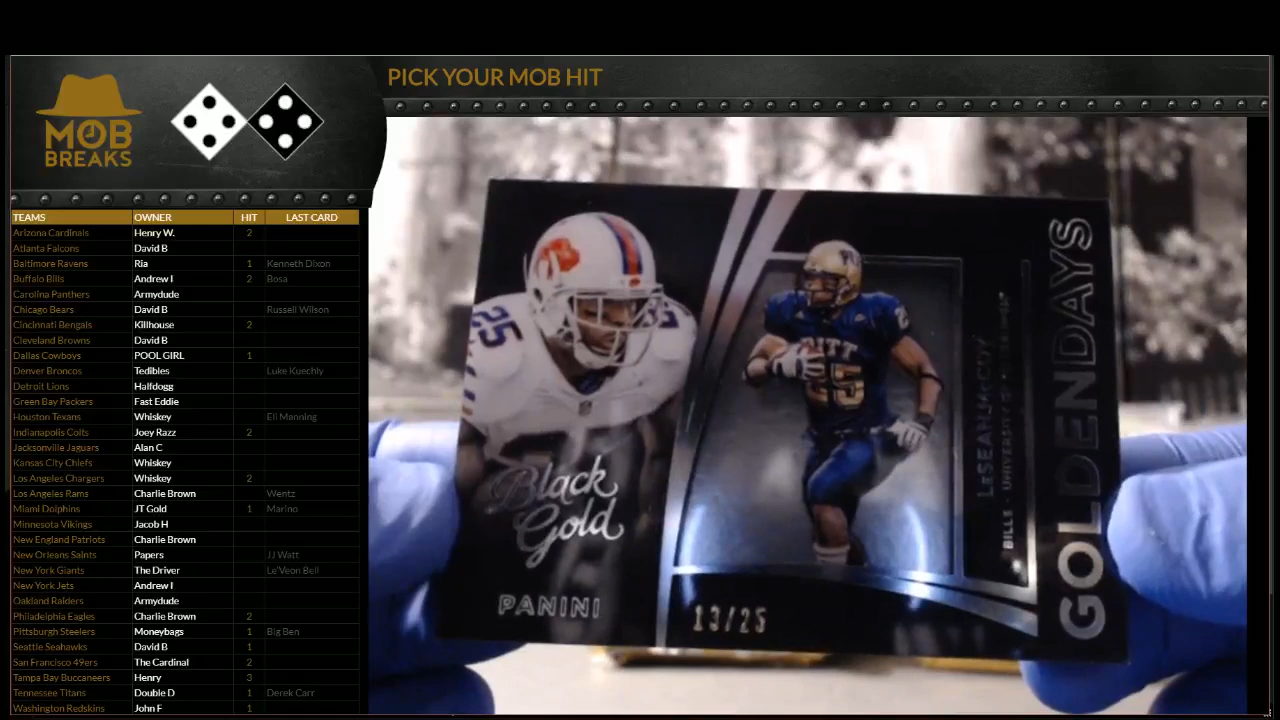 PICK YOUR MOB HIT
MOB
BREAKS
TEAMS OWNER HIT LAST CARD
Arizona Cardinals Henry W. 2
Atlanta Falcons David B
Baltimore Ravens Ria 1 Kenneth Dixon
Buffalo Bills Andrew I 2 Bosa
Carolina Panthers Armydude
Chicago Bears David B Russell Wilson
Cincinnati Bengals Killhouse 2
Cleveland Browns David B
Dallas Cowboys POOL GIRL 1
Denver Broncos Tedibles Luke Kuechly
Detroit Lions Halfdogg
Green Bay Packers Fast Eddie
Houston Texans Whiskey Eli Manning
Indianapolis Colts Joey Razz 2
Jacksonville Jaguars Alan C
Kansas City Chiefs Whiskey
Los Angeles Chargers Whiskey 2
Los Angeles Rams Charlie Brown Wentz
Miami Dolphins JT Gold 1 Marino
Minnesota Vikings Jacob H
New England Patriots Charlie Brown
New Orleans Saints Papers JJ Watt
New York Giants The Driver Le'Veon Bell
New York Jets Andrew I
Oakland Raiders Armydude
Philadelphia Eagles Charlie Brown 2
Pittsburgh Steelers Moneybags 1 Big Ben
Seattle Seahawks David B 1
San Francisco 49ers The Cardinal 2
Tampa Bay Buccaneers Henry 3
Tennessee Titans Double D 1 Derek Carr
Washington Redskins John F 1
25
PITT
25
Black
Gold
PANINI
13/25
LeSEAN McCOY
BILLS - UNIVERSITY OF
GOLDEN DAYS